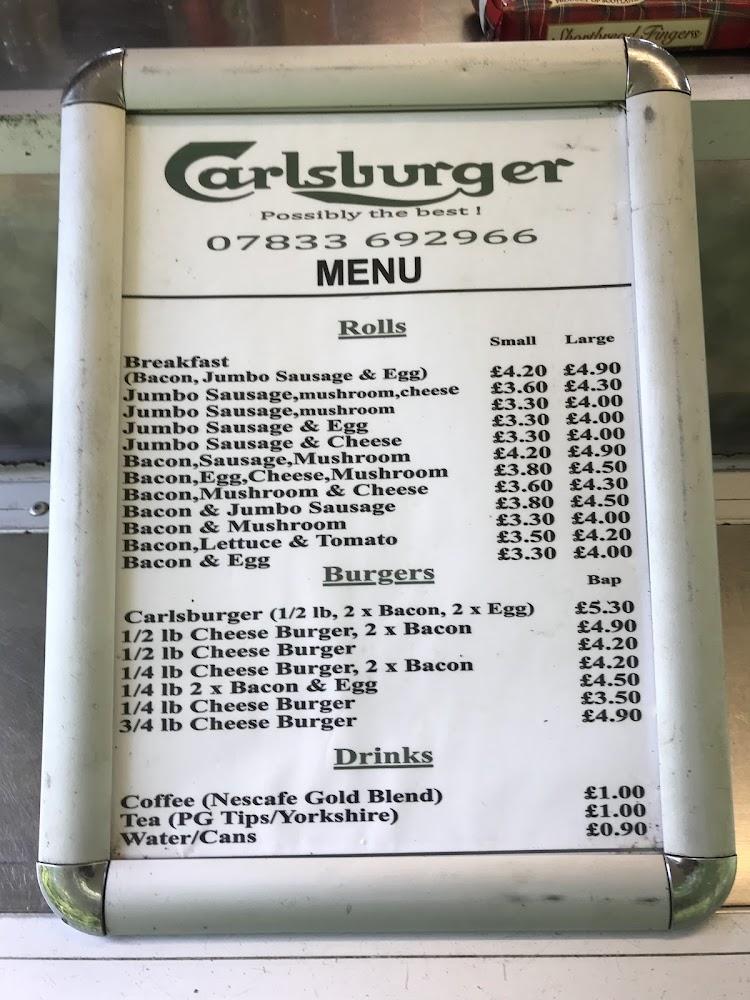 Shortbread Fingers
Carlsburger
Possibly the best !
07833 692966
MENU
Rolls
Small Large
Breakfast
(Bacon, Jumbo Sausage & Egg) £4.20 £4.90
Jumbo Sausage,mushroom,cheese £3.60 £4.30
Jumbo Sausage,mushroom £3.30 £4.00
Jumbo Sausage & Egg £3.30 £4.00
Jumbo Sausage & Cheese £3.30 £4.00
Bacon,Sausage,Mushroom £4.20 £4.90
Bacon,Egg,Cheese,Mushroom £3.80 £4.50
Bacon,Mushroom & Cheese £3.60 £4.30
Bacon & Jumbo Sausage £3.80 £4.50
Bacon & Mushroom £3.30 £4.00
Bacon,Lettuce & Tomato £3.50 £4.20
Bacon & Egg £3.30 £4.00
Burgers
Bap
Carlsburger (1/2 lb, 2 x Bacon, 2 x Egg) £5.30
1/2 lb Cheese Burger, 2 x Bacon £4.90
1/2 lb Cheese Burger £4.20
1/4 lb Cheese Burger, 2 x Bacon £4.20
1/4 lb 2 x Bacon & Egg £4.50
1/4 lb Cheese Burger £3.50
3/4 lb Cheese Burger £4.90
Drinks
Coffee (Nescafe Gold Blend) £1.00
Tea (PG Tips/Yorkshire) £1.00
Water/Cans £0.90